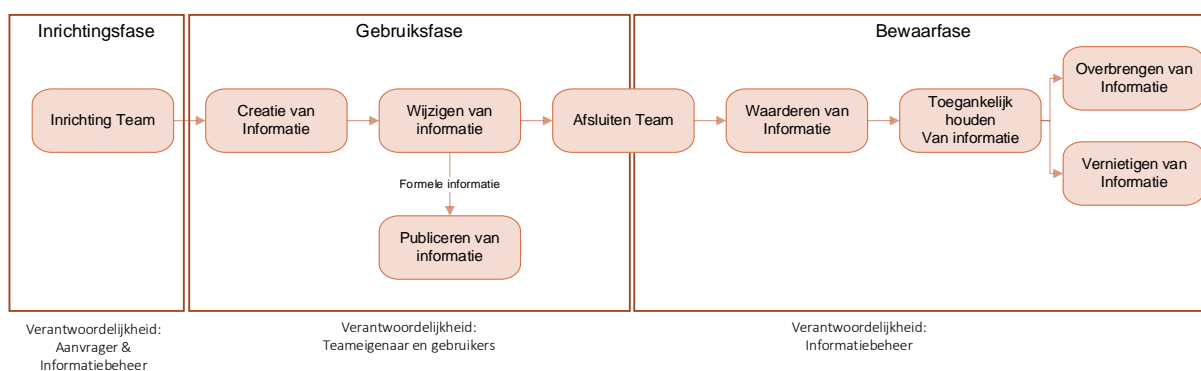 Inrichtingsfase
Gebruiksfase
Bewaarfase
Inrichting Team
Creatie van
Informatie
Wijzigen van
informatie
Afsluiten Team
Waarderen van
Informatie
Toegankelijk
houden
Van informatie
Overbrengen van
Informatie
Vernietigen van
Informatie
Formele informatie
Publiceren van
informatie
Verantwoordelijkheid:
Aanvrager &
Informatiebeheer
Verantwoordelijkheid:
Teameigenaar en gebruikers
Verantwoordelijkheid:
Informatiebeheer